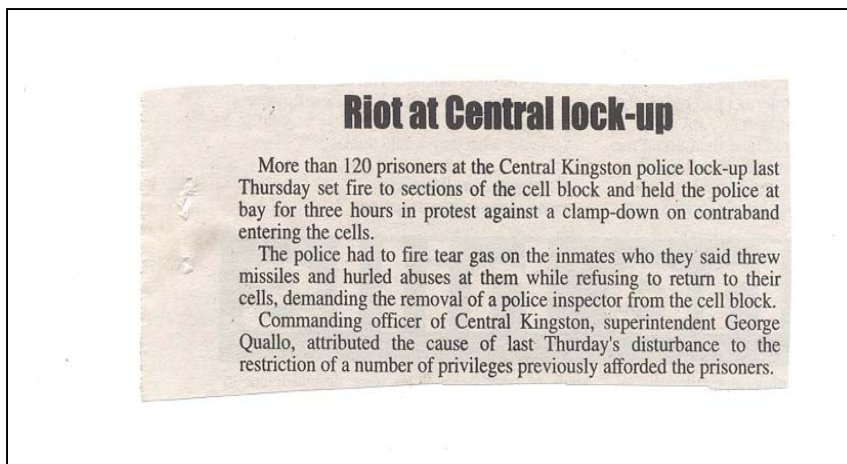 Riot at Central lock-up
More than 120 prisoners at the Central Kingston police lock-up last
Thursday set fire to sections of the cell block and held the police at
bay for three hours in protest against a clamp-down on contraband
entering the cells.
The police had to fire tear gas on the inmates who they said threw
missiles and hurled abuses at them while refusing to return to their
cells, demanding the removal of a police inspector from the cell block.
Commanding officer of Central Kingston, superintendent George
Quallo, attributed the cause of last Thurday's disturbance to the
restriction of a number of privileges previously afforded the prisoners.